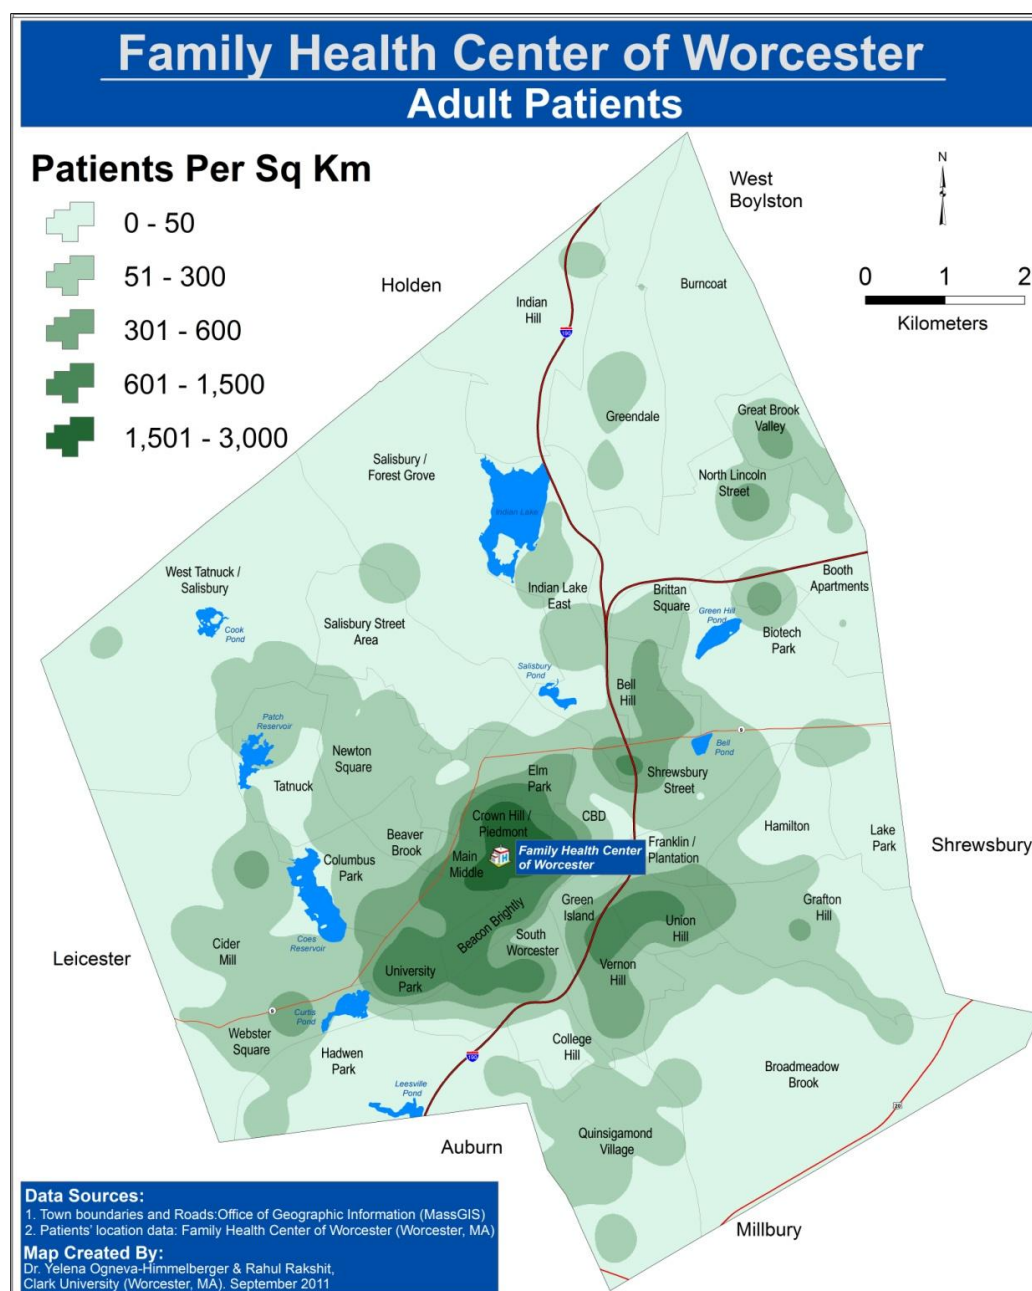 Family Health Center of Worcester
Adult Patients
Patients Per Sq Km
0 - 50
51 - 300
301 - 600
601 - 1,500
1,501 - 3,000
N
0 1 2
Kilometers
West
Boylston
Holden
Burncoat
Indian
Hill
190
Greendale
Great Brook
Valley
Salisbury /
Forest Grove
North Lincoln
Street
Indian Lake
West Tatnuck /
Salisbury
Booth
Apartments
Indian Lake
East
Brittan
Square
Green Hill
Pond
Cook
Pond
Salisbury Street
Area
Biotech
Park
Salisbury
Pond
Bell
Hill
Patch
Reservoir
9
Newton
Square
Bell
Pond
Elm
Park
Shrewsbury
Street
Tatnuck
Crown Hill /
Piedmont
CBD
Hamilton
Lake
Park
Beaver
Brook
Franklin /
Plantation
Shrewsbury
Family Health Center
of Worcester
H
Main
Middle
Columbus
Park
Green
Island
Grafton
Hill
Beacon Brightly
Union
Hill
Cider
Mill
Coes
Reservoir
South
Worcester
Leicester
University
Park
Vernon
Hill
9
Curtis
Pond
Webster
Square
Hadwen
Park
190
College
Hill
Broadmeadow
Brook
Leesville
Pond
20
Auburn
Quinsigamond
Village
Millbury
Data Sources:
1. Town boundaries and Roads:Office of Geographic Information (MassGIS)
2. Patients' location data: Family Health Center of Worcester (Worcester, MA)
Map Created By:
Dr. Yelena Ogneva-Himmelberger & Rahul Rakshit,
Clark University (Worcester, MA). September 2011